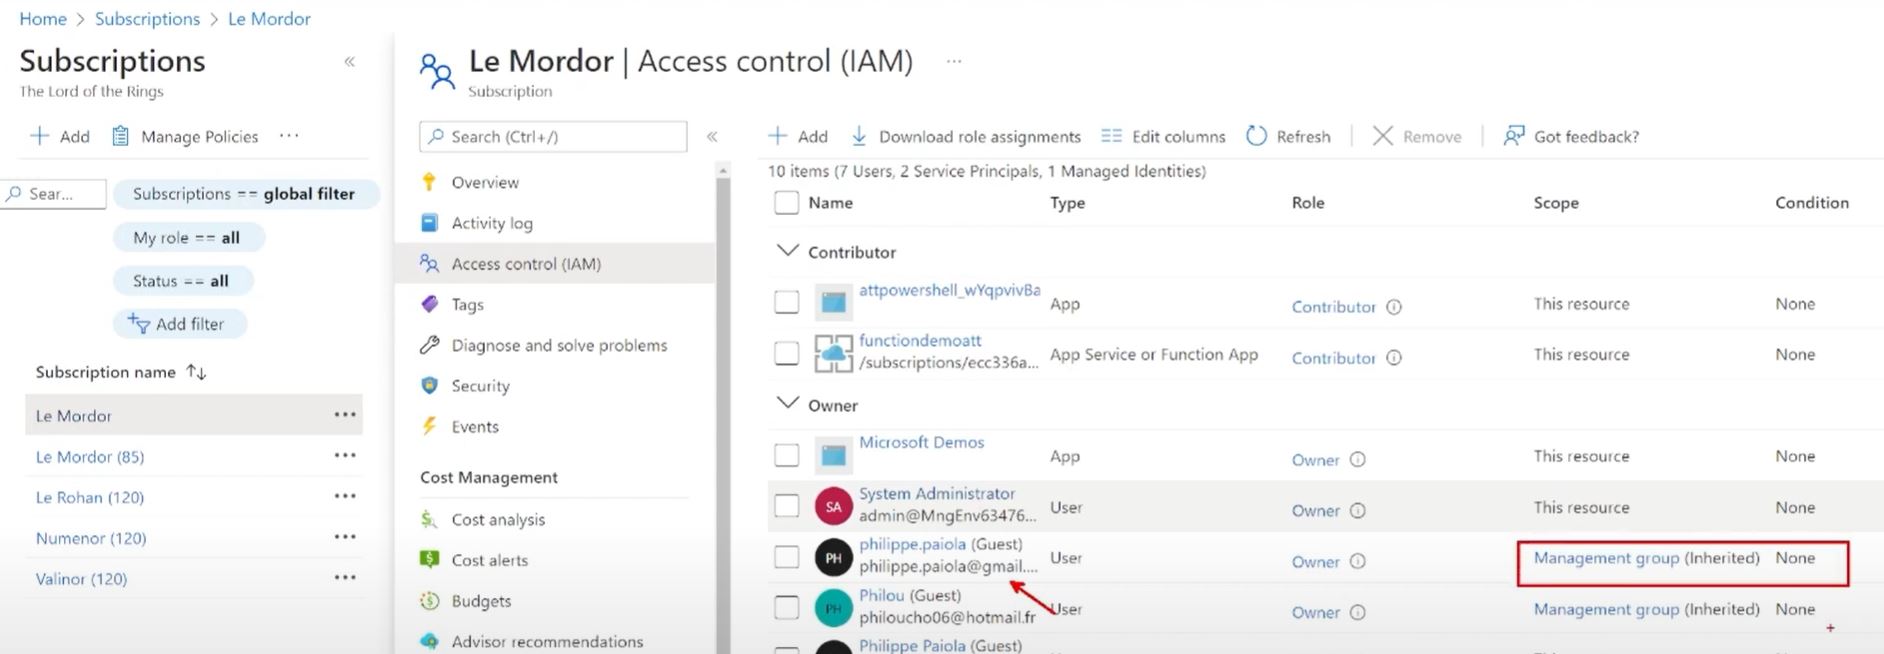 Home > Subscriptions > Le Mordor
Subscriptions
The Lord of the Rings
Add Manage Policies ...
Sear...
Subscriptions == global filter
My role == all
Status == all
Add filter
Subscription name
Le Mordor ...
Le Mordor (85) ...
Le Rohan (120) ...
Numenor (120) ...
Valinor (120) ...
Le Mordor | Access control (IAM) ...
Subscription
Search (Ctrl+/)
Overview
Activity log
Access control (IAM)
Tags
Diagnose and solve problems
Security
Events
Cost Management
Cost analysis
Cost alerts
Budgets
Advisor recommendations
Add Download role assignments Edit columns Refresh Remove Got feedback?
10 items (7 Users, 2 Service Principals, 1 Managed Identities)
Name Type Role Scope Condition
Contributor
attpowershell_wYqpvivBa
App Contributor This resource None
functiondemoatt
/subscriptions/ecc336a...
App Service or Function App Contributor This resource None
Owner
Microsoft Demos
App Owner This resource None
SA
System Administrator
admin@MngEnv63476...
User Owner This resource None
PH
philippe.paiola (Guest)
philippe.paiola@gmail....
User Owner Management group (Inherited) None
PH
Philou (Guest)
philoucho06@hotmail.fr
User Owner Management group (Inherited) None
Philippe Paiola (Guest)